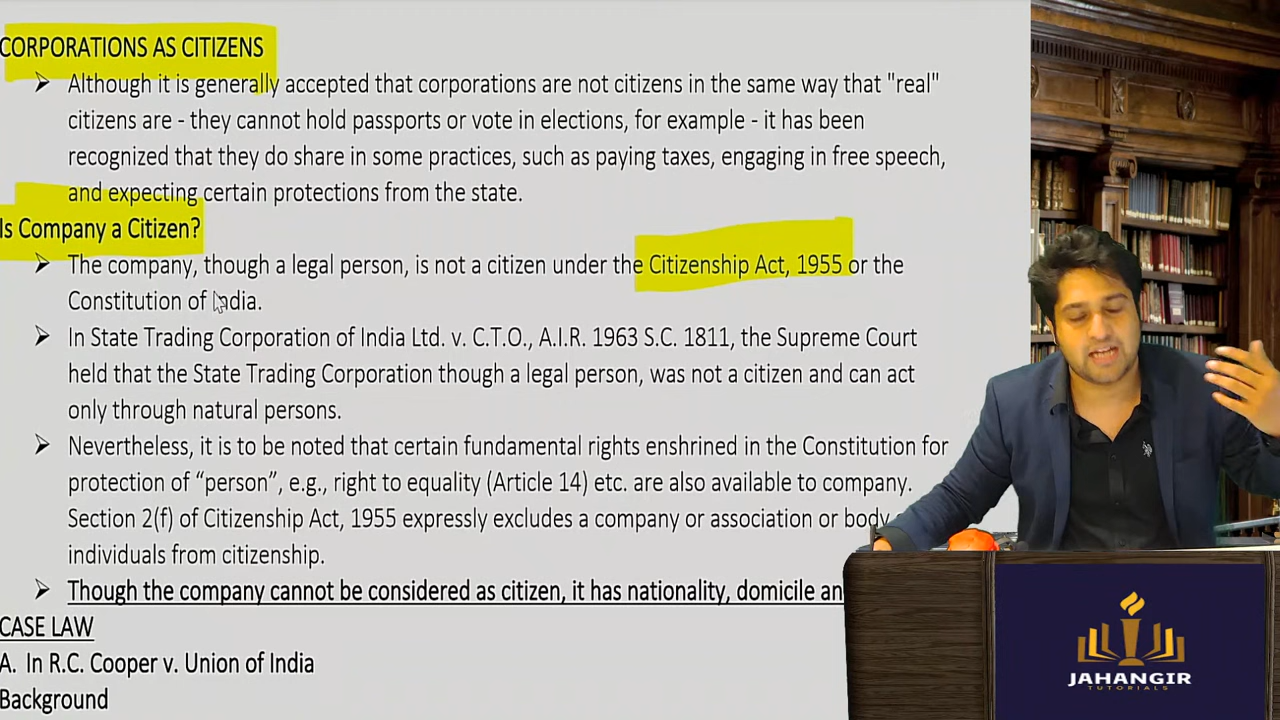 CORPORATIONS AS CITIZENS
➢ Although it is generally accepted that corporations are not citizens in the same way that "real"
citizens are - they cannot hold passports or vote in elections, for example - it has been
recognized that they do share in some practices, such as paying taxes, engaging in free speech,
and expecting certain protections from the state.
Is Company a Citizen?
➢ The company, though a legal person, is not a citizen under the Citizenship Act, 1955 or the
Constitution of India.
➢ In State Trading Corporation of India Ltd. v. C.T.O., A.I.R. 1963 S.C. 1811, the Supreme Court
held that the State Trading Corporation though a legal person, was not a citizen and can act
only through natural persons.
➢ Nevertheless, it is to be noted that certain fundamental rights enshrined in the Constitution for
protection of “person”, e.g., right to equality (Article 14) etc. are also available to company.
Section 2(f) of Citizenship Act, 1955 expressly excludes a company or association or body
individuals from citizenship.
➢ Though the company cannot be considered as citizen, it has nationality, domicile an
CASE LAW
A. In R.C. Cooper v. Union of India
Background
JAHANGIR
TUTORIALS